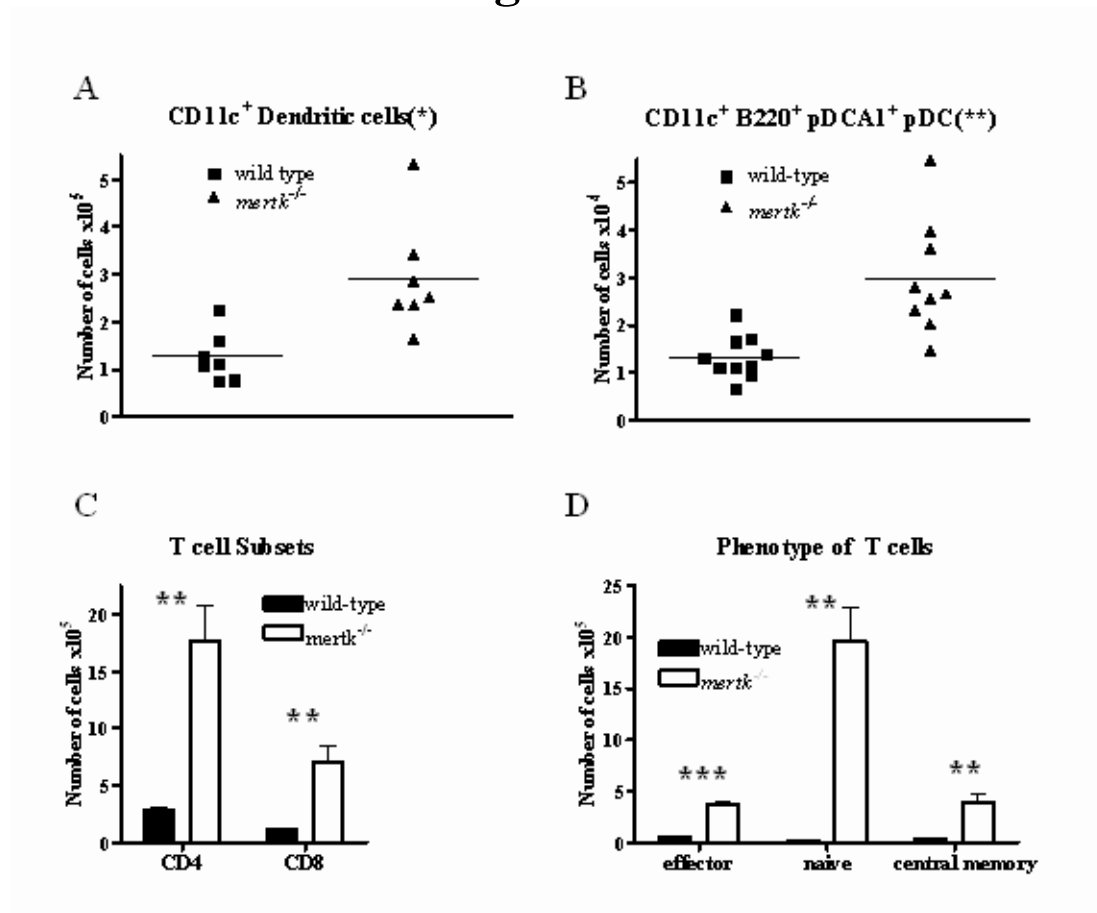 g
A
CD11c+ Dendritic cells(*)
Number of cells x10^5
5
4
3
2
1
0
wild type
mertk-/-
B
CD11c+ B220+ pDCA1+ pDC(**)
Number of cells x10^4
5
4
3
2
1
0
wild-type
mertk-/-
C
T cell Subsets
Number of cells x10^5
20
15
10
5
0
**
**
wild-type
mertk-/-
CD4
CD8
D
Phenotype of T cells
Number of cells x10^5
25
20
15
10
5
0
***
**
**
wild-type
mertk-/-
effector
naive
central memory